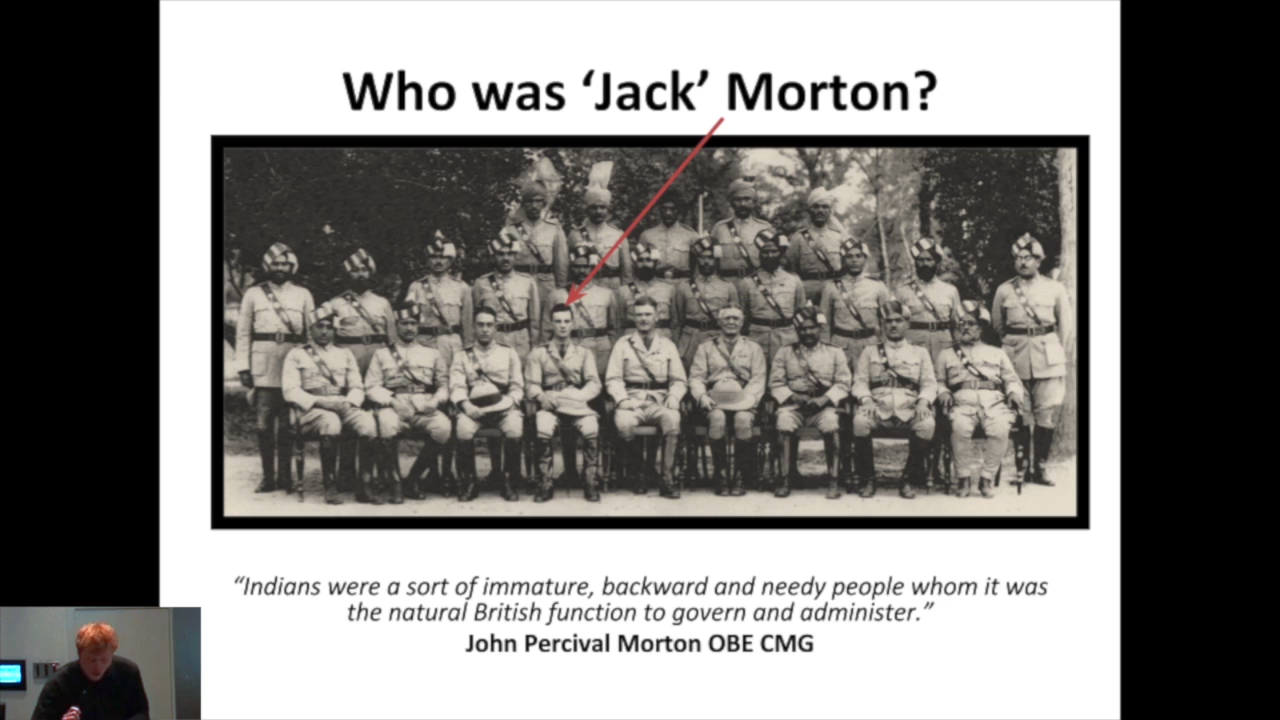 Who was ‘Jack’ Morton?
“Indians were a sort of immature, backward and needy people whom it was
the natural British function to govern and administer.”
John Percival Morton OBE CMG